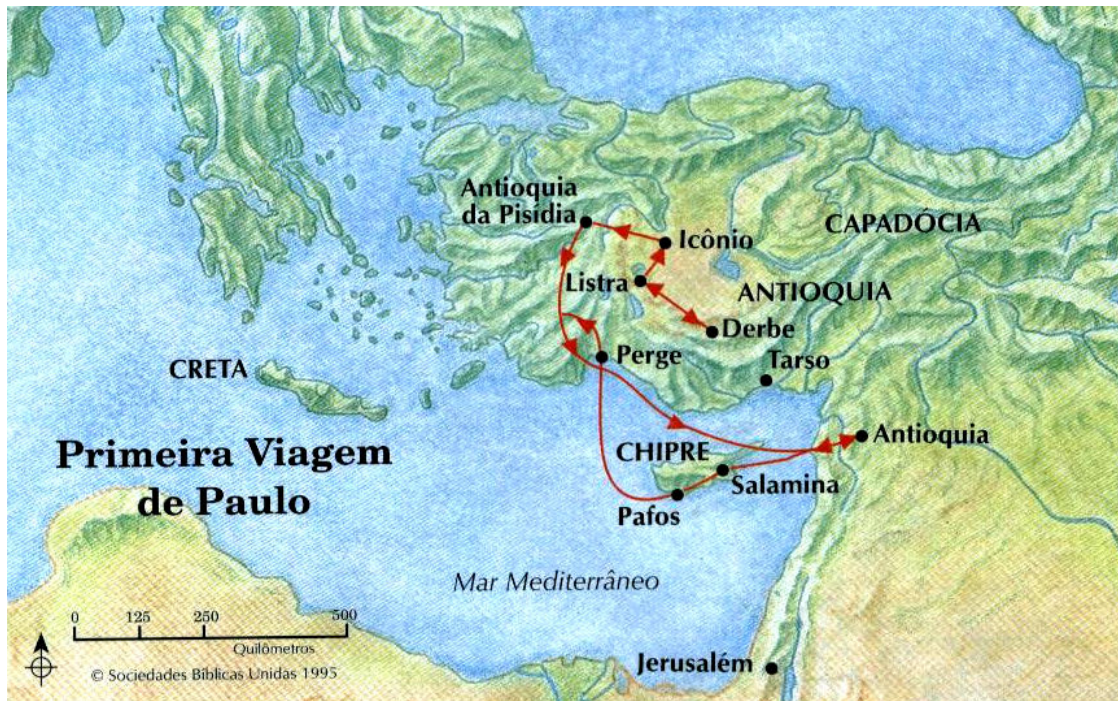 Antioquia
da Pisídia
Icônio
CAPADÓCIA
Listra
ANTIOQUIA
Derbe
Perge
Tarso
CRETA
Primeira Viagem
de Paulo
CHIPRE
Antioquia
Salamina
Pafos
Mar Mediterrâneo
0 125 250 500
Quilômetros
© Sociedades Bíblicas Unidas 1995
Jerusalém